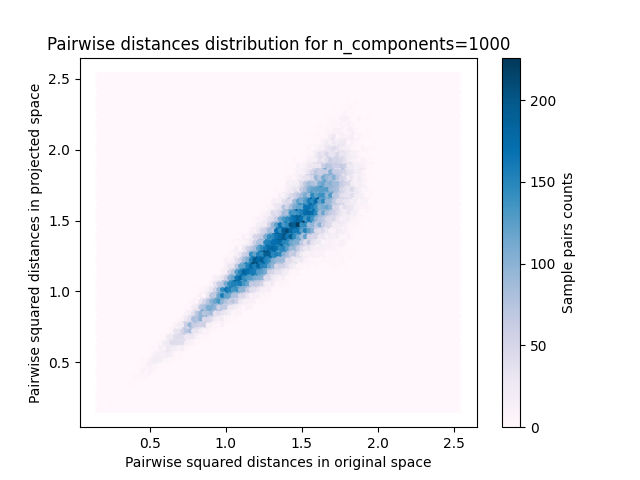 Pairwise distances distribution for n_components=1000
2.5
2.0
1.5
1.0
0.5
Pairwise squared distances in projected space
0.5 1.0 1.5 2.0 2.5
Pairwise squared distances in original space
200
150
100
50
0
Sample pairs counts